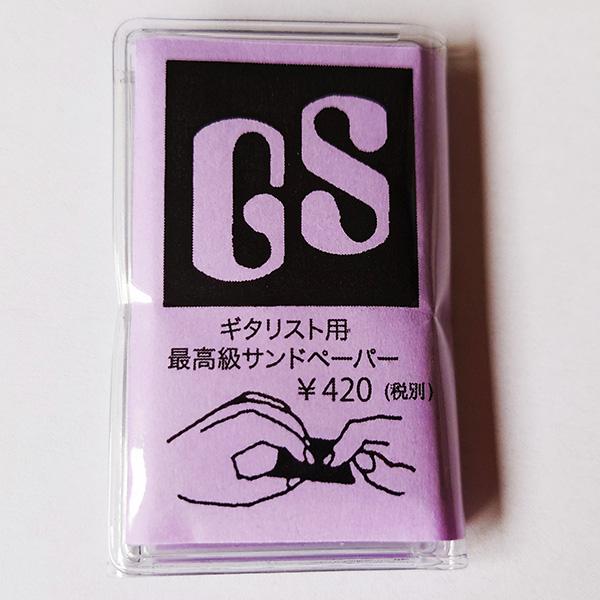 GS
ギタリスト用
最高級サンドペーパー
¥420 (税別)